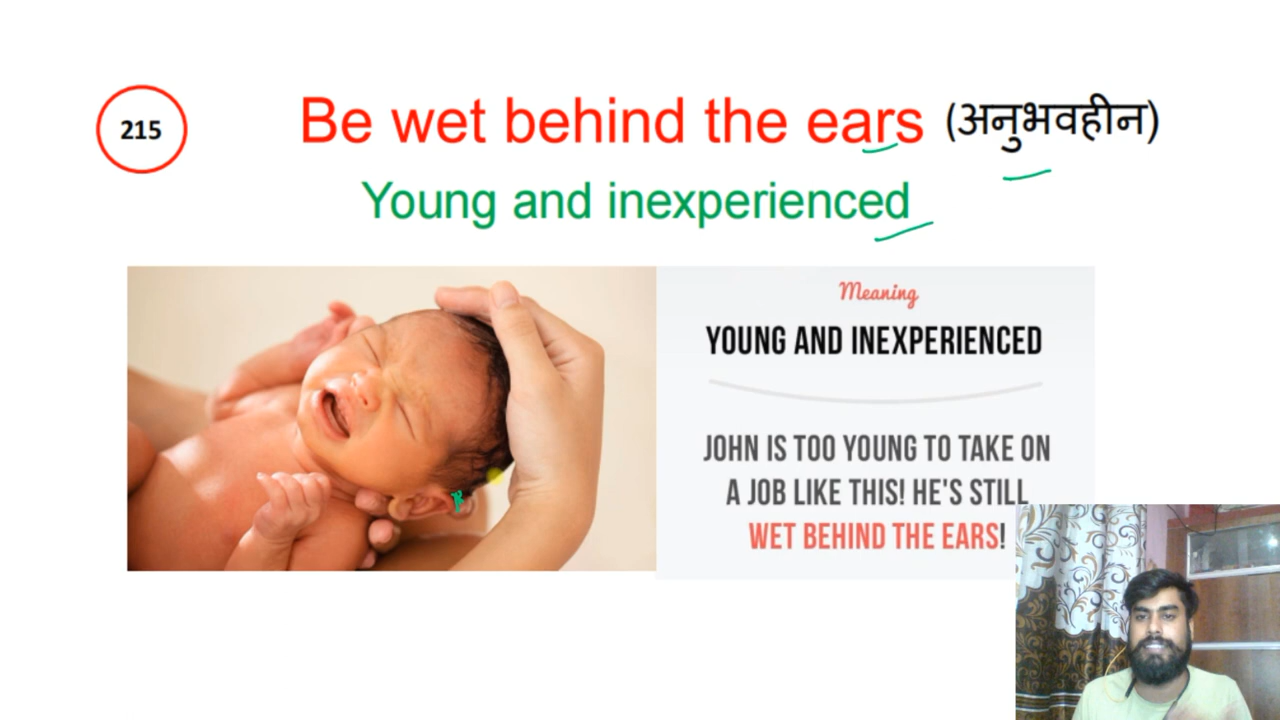 215
Be wet behind the ears (अनुभवहीन)
Young and inexperienced
Meaning
YOUNG AND INEXPERIENCED
JOHN IS TOO YOUNG TO TAKE ON
A JOB LIKE THIS! HE'S STILL
WET BEHIND THE EARS!